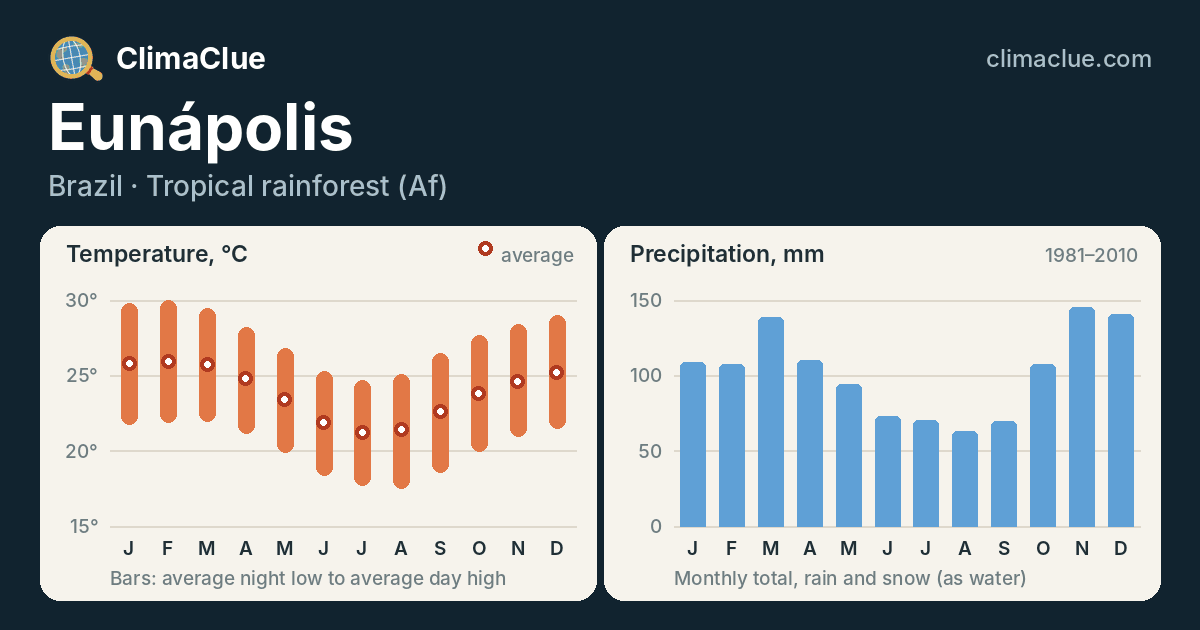 ClimaClue
climaclue.com
Eunápolis
Brazil · Tropical rainforest (Af)
Temperature, °C
average
30°
25°
20°
15°
J F M A M J J A S O N D
Bars: average night low to average day high
Precipitation, mm
1981–2010
150
100
50
0
J F M A M J J A S O N D
Monthly total, rain and snow (as water)